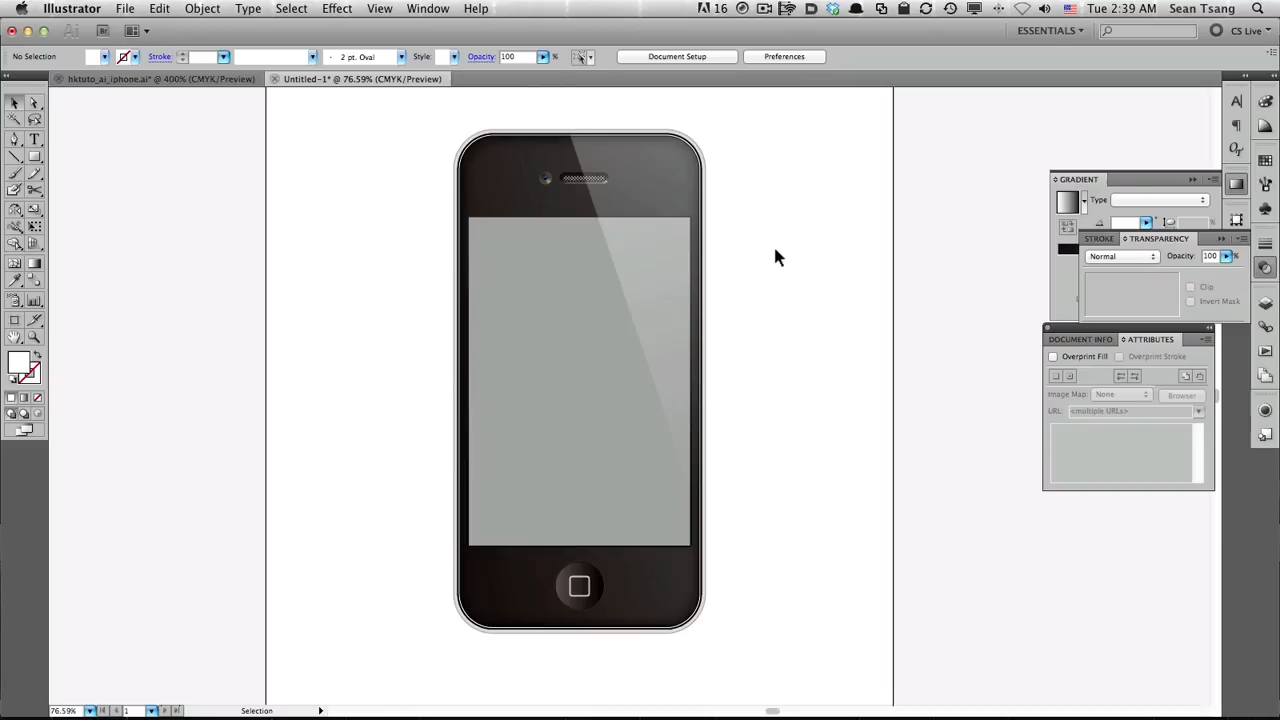 Illustrator File Edit Object Type Select Effect View Window Help
16 Tue 2:39 AM Sean Tsang
ESSENTIALS CS Live
No Selection Stroke: 2 pt. Oval Style: Opacity: 100 % Document Setup Preferences
hktuto_ai_iphone.ai* @ 400% (CMYK/Preview) Untitled-1* @ 76.59% (CMYK/Preview)
GRADIENT
Type
STROKE TRANSPARENCY
Normal Opacity: 100 %
Clip
Invert Mask
DOCUMENT INFO ATTRIBUTES
Overprint Fill Overprint Stroke
Image Map: None Browser
URL: <multiple URLs>
76.59% 1 Selection